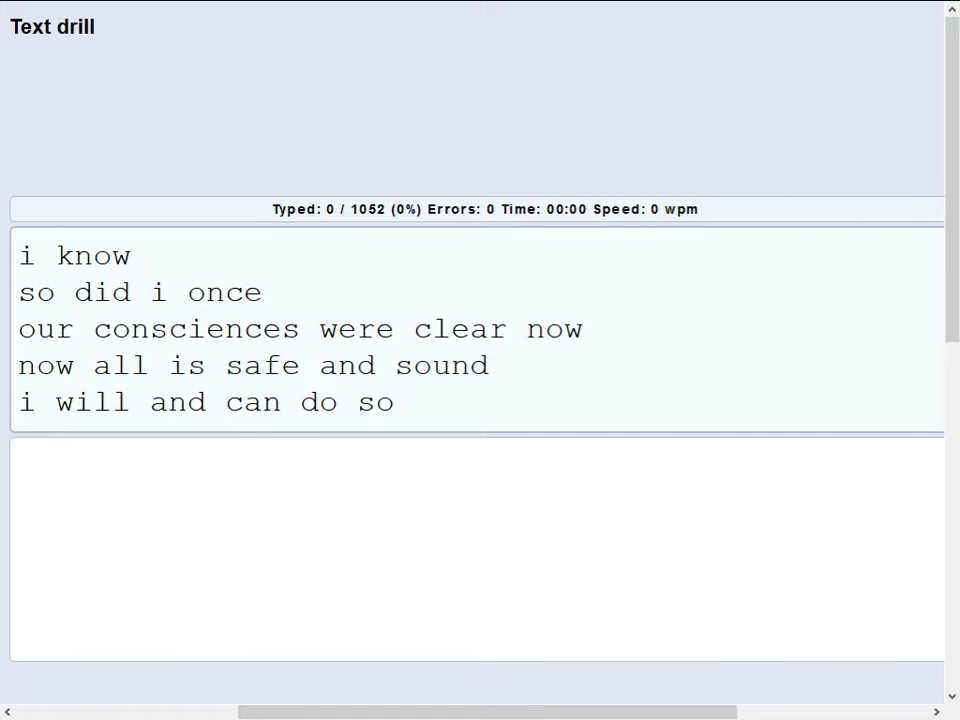 Text drill
Typed: 0 / 1052 (0%) Errors: 0 Time: 00:00 Speed: 0 wpm
i know
so did i once
our consciences were clear now
now all is safe and sound
i will and can do so